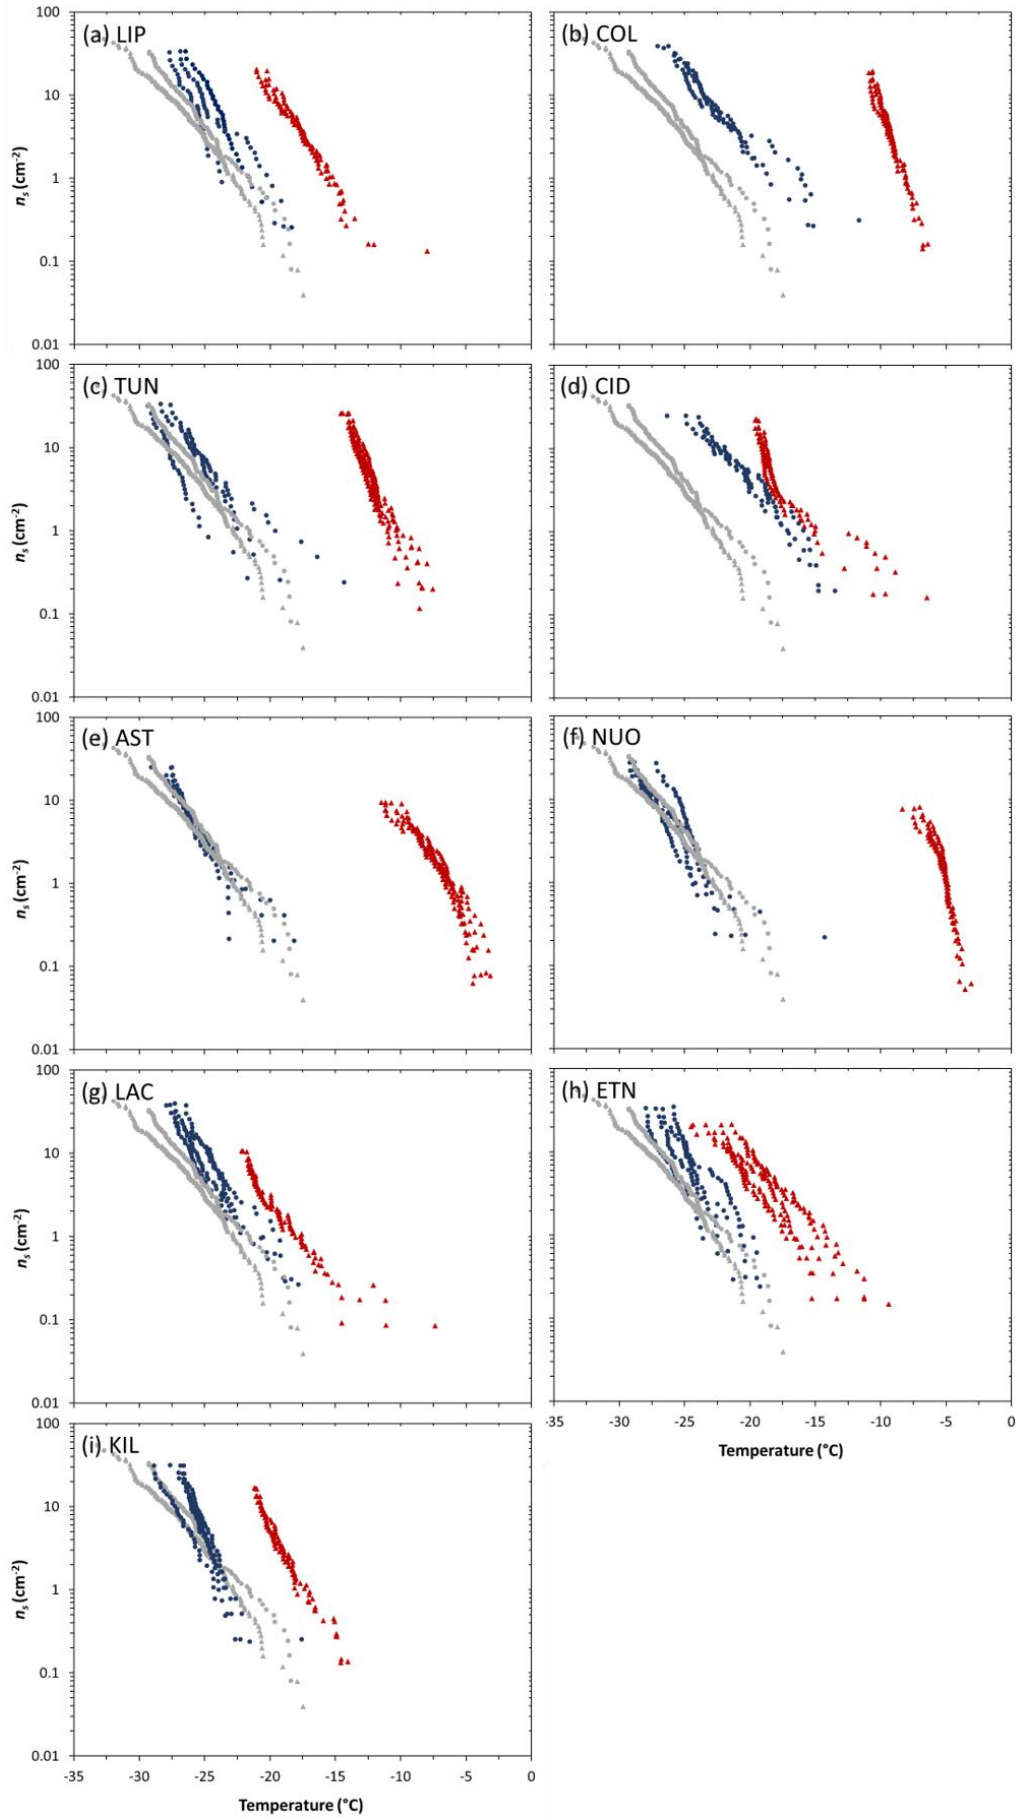 (a) LIP
(b) COL
100
10
1
0.1
0.01
nₛ (cm⁻²)
(c) TUN
(d) CID
100
10
1
0.1
0.01
nₛ (cm⁻²)
(e) AST
(f) NUO
100
10
1
0.1
0.01
nₛ (cm⁻²)
(g) LAC
(h) ETN
100
10
1
0.1
0.01
nₛ (cm⁻²)
-35 -30 -25 -20 -15 -10 -5 0
Temperature (°C)
(i) KIL
100
10
1
0.1
0.01
nₛ (cm⁻²)
-35 -30 -25 -20 -15 -10 -5 0
Temperature (°C)